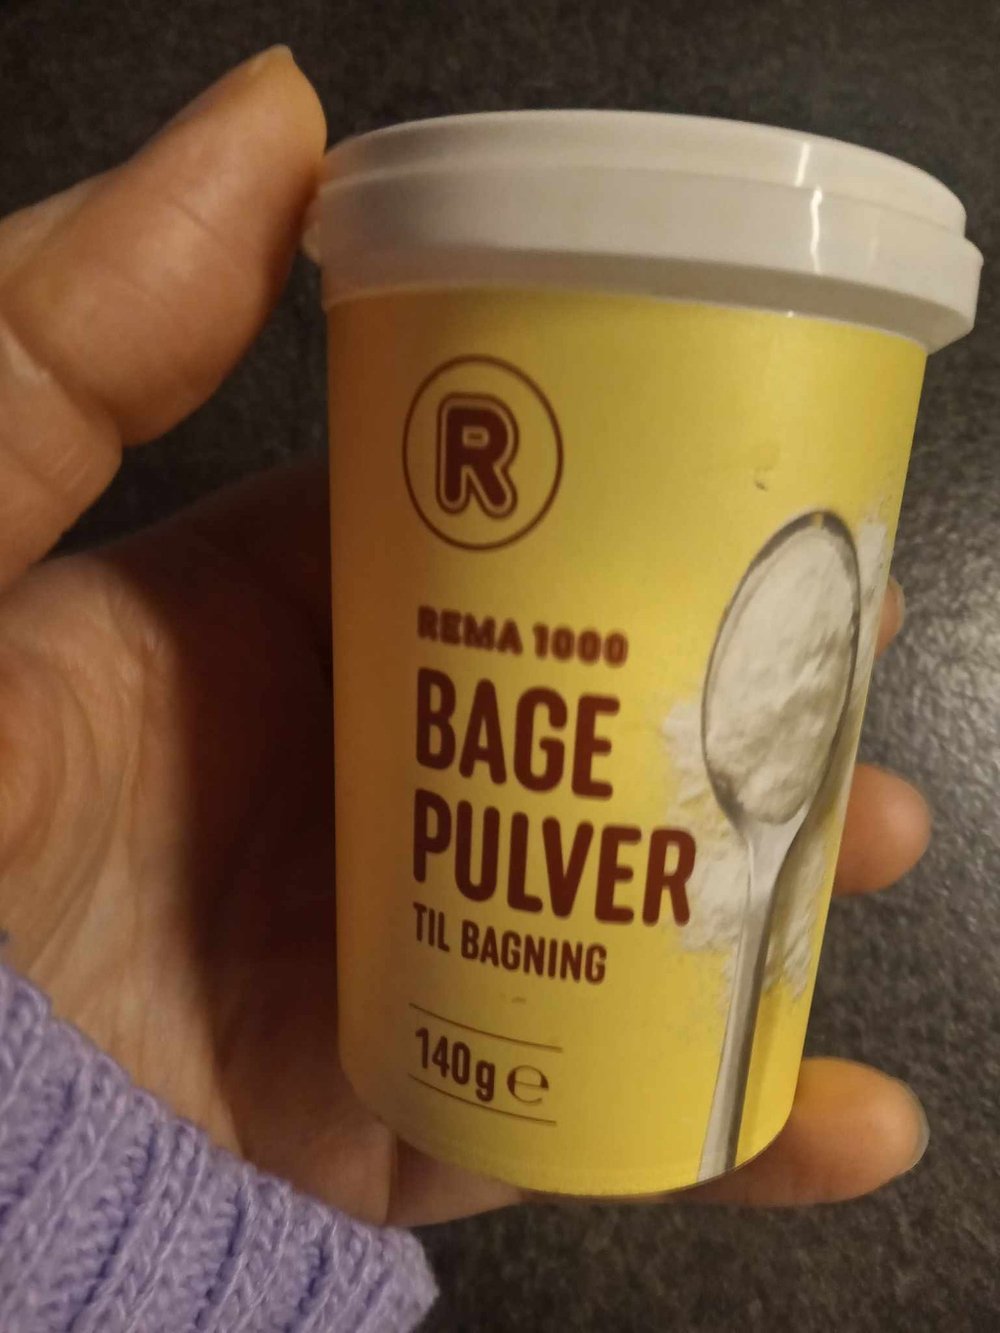 R
REMA 1000
BAGE
PULVER
TIL BAGNING
140g ℮